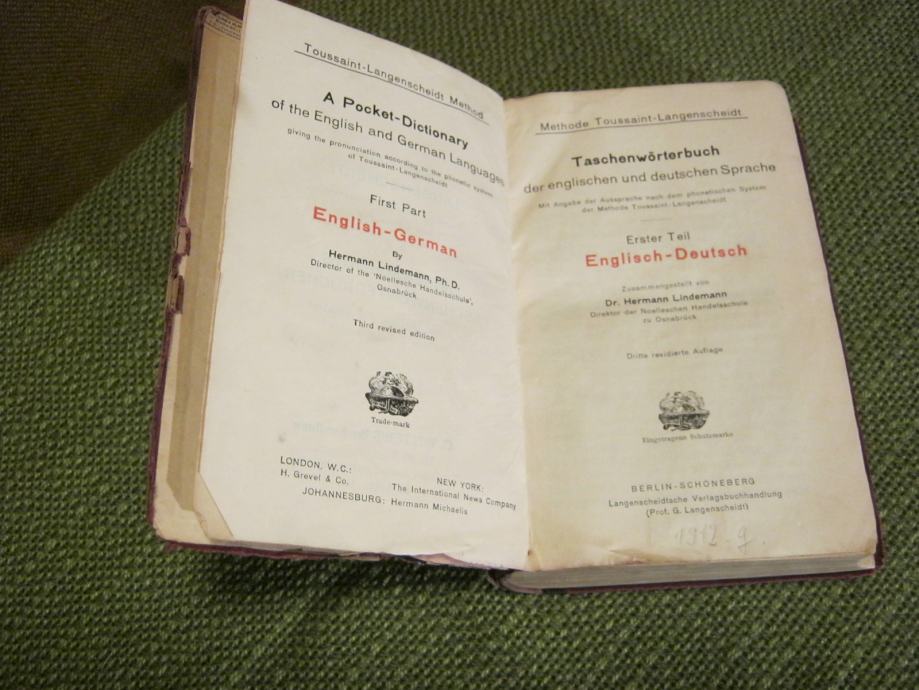 Toussaint-Langenscheidt Method
A Pocket-Dictionary
of the English and German Languages
giving the pronunciation according to the phonetic system
of Toussaint-Langenscheidt
First Part
English-German
By
Hermann Lindemann, Ph. D.
Director of the 'Noellesche Handelsschule',
Osnabrück
Third revised edition
Trade-mark
LONDON, W.C.:
H. Grevel & Co.
NEW YORK:
The International News Company
JOHANNESBURG: Hermann Michaelis
Methode Toussaint-Langenscheidt
Taschenwörterbuch
der englischen und deutschen Sprache
Mit Angabe der Aussprache nach dem phonetischen System
der Methode Toussaint-Langenscheidt
Erster Teil
Englisch-Deutsch
Zusammengestellt von
Dr. Hermann Lindemann
Direktor der Noelleschen Handelsschule
zu Osnabrück
Dritte revidierte Auflage
Eingetragene Schutzmarke
BERLIN-SCHÖNEBERG
Langenscheidtsche Verlagsbuchhandlung
(Prof. G. Langenscheidt)
1912. g.